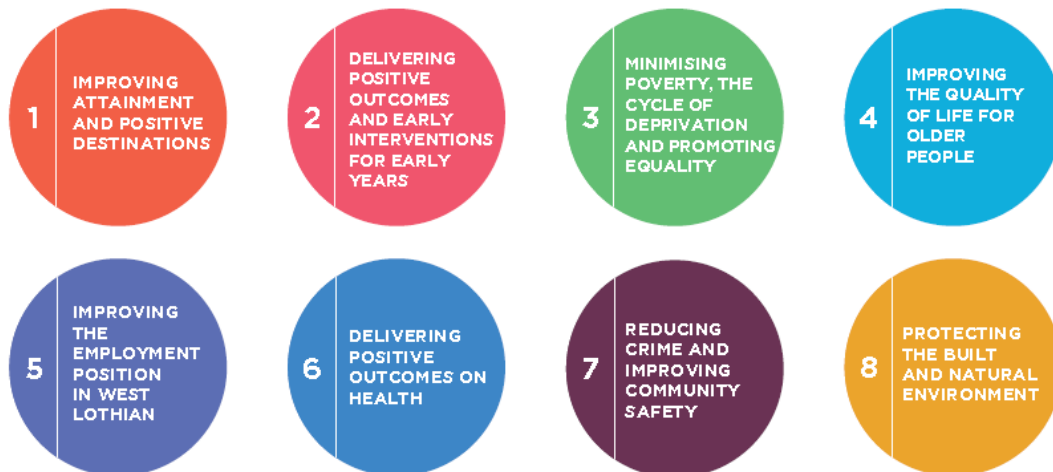 1
IMPROVING
ATTAINMENT
AND POSITIVE
DESTINATIONS
2
DELIVERING
POSITIVE
OUTCOMES
AND EARLY
INTERVENTIONS
FOR EARLY
YEARS
3
MINIMISING
POVERTY, THE
CYCLE OF
DEPRIVATION
AND PROMOTING
EQUALITY
4
IMPROVING
THE QUALITY
OF LIFE FOR
OLDER
PEOPLE
5
IMPROVING
THE
EMPLOYMENT
POSITION
IN WEST
LOTHIAN
6
DELIVERING
POSITIVE
OUTCOMES ON
HEALTH
7
REDUCING
CRIME AND
IMPROVING
COMMUNITY
SAFETY
8
PROTECTING
THE BUILT
AND NATURAL
ENVIRONMENT